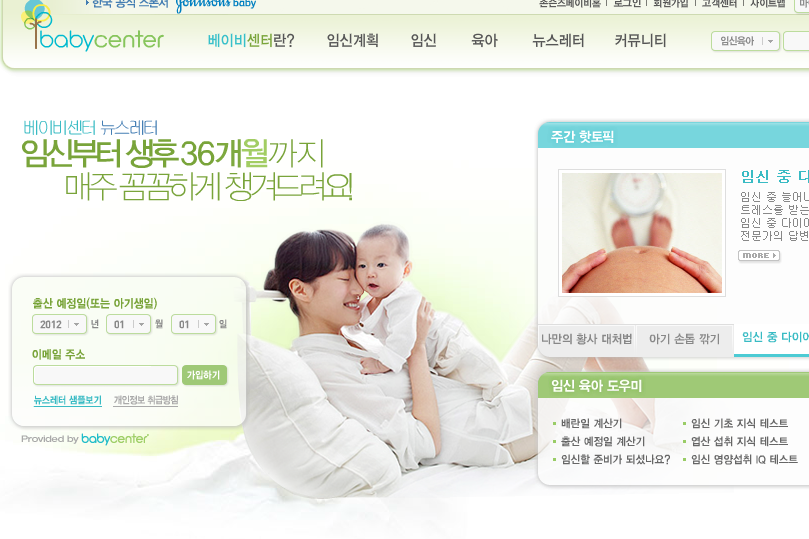 한국 공식 스폰서 Johnson's baby
존슨즈베이비몰 로그인 회원가입 고객센터 사이트맵
babycenter
베이비센터란? 임신계획 임신 육아 뉴스레터 커뮤니티
임신육아
베이비센터 뉴스레터
임신부터 생후 36개월까지
매주 꼼꼼하게 챙겨드려요!
출산 예정일(또는 아기생일)
2012 년 01 월 01 일
이메일 주소
가입하기
뉴스레터 샘플보기 개인정보 취급방침
Provided by babycenter
주간 핫토픽
임신 중 다
임신 중 늘어나
트레스를 받는
임신 중 다이어
전문가의 답변
MORE
나만의 황사 대처법 아기 손톱 깎기 임신 중 다이어
임신 육아 도우미
배란일 계산기
출산 예정일 계산기
임신할 준비가 되셨나요?
임신 기초 지식 테스트
엽산 섭취 지식 테스트
임신 영양섭취 IQ 테스트